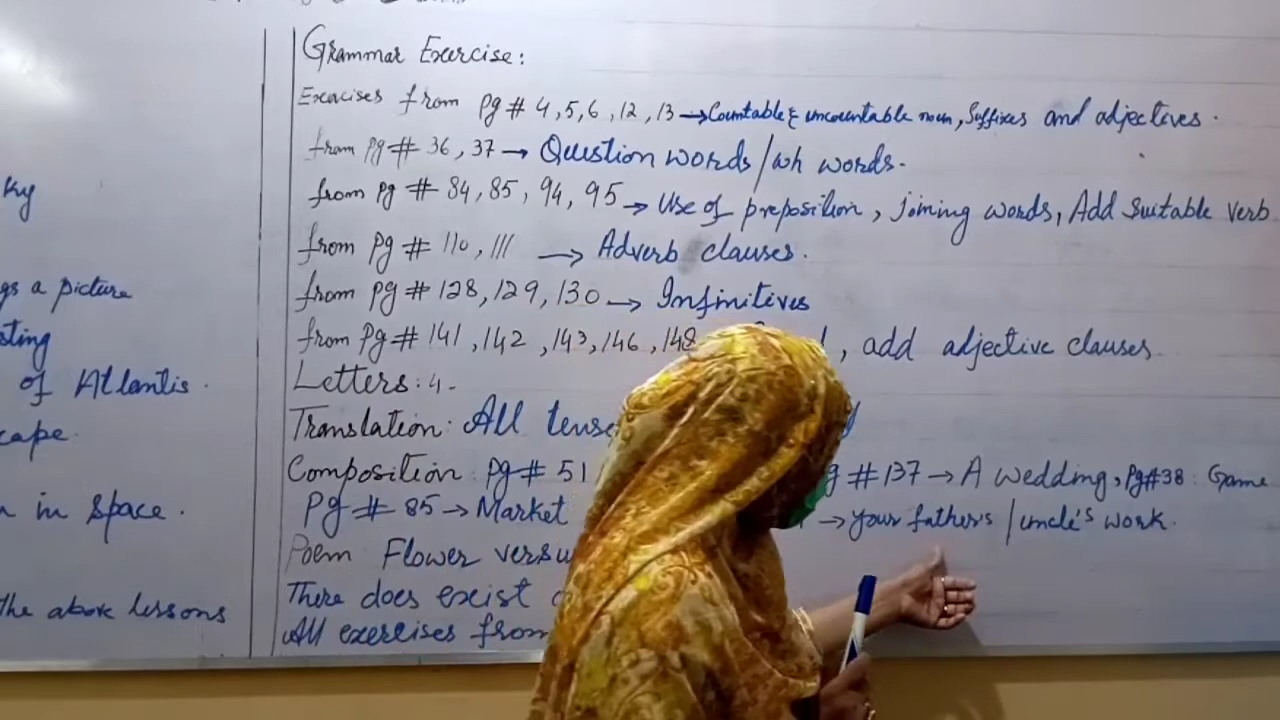 ky
gs a picture
sting
of Atlantis.
cape.
in space.
the above lessons
Grammar Exercise:
Exercises from pg # 4,5,6,12,13 → Countable & uncountable noun, Suffixes and adjectives.
from pg # 36, 37 → Question words/wh words.
from pg # 84, 85, 94, 95 → Use of preposition, joining words, Add suitable verb
from pg # 110, 111 → Adverb clauses.
from pg # 128, 129, 130 → Infinitives
from pg # 141, 142, 143, 146, 148 , add adjective clauses.
Letters: 4.
Translation: All tense
Composition: pg # 51 g # 137 → A wedding, pg #38: Game
Pg # 85 → Market → your father's /uncle's work.
Poem Flower versu
There does exist
All exercises from